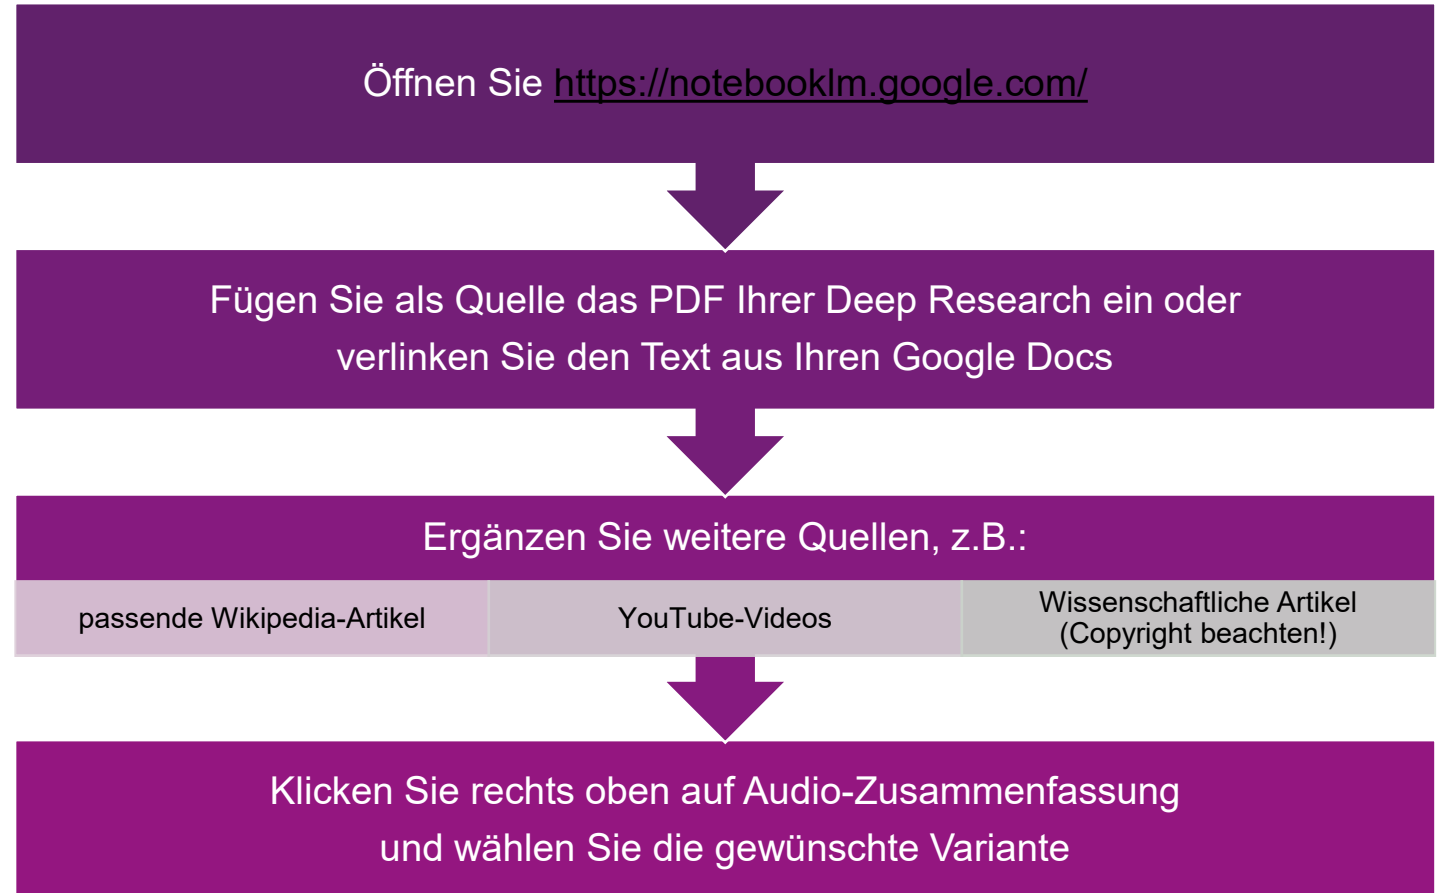 Öffnen Sie https://notebooklm.google.com/
Fügen Sie als Quelle das PDF Ihrer Deep Research ein oder
verlinken Sie den Text aus Ihren Google Docs
Ergänzen Sie weitere Quellen, z.B.:
passende Wikipedia-Artikel
YouTube-Videos
Wissenschaftliche Artikel
(Copyright beachten!)
Klicken Sie rechts oben auf Audio-Zusammenfassung
und wählen Sie die gewünschte Variante